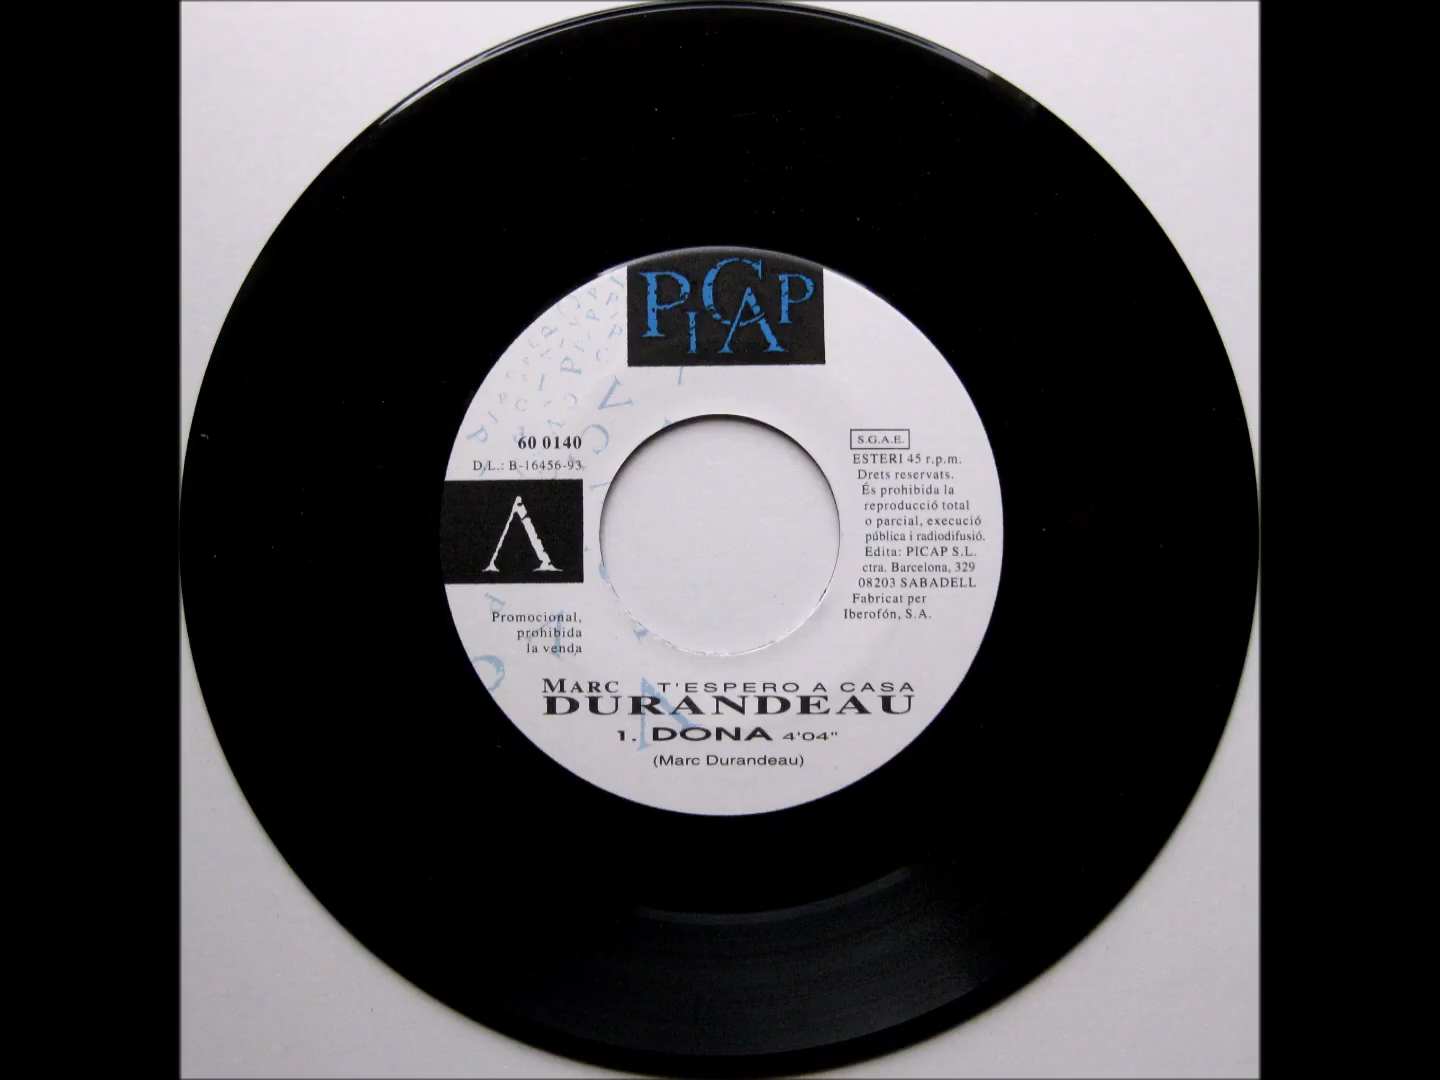 PICAP
60 0140
D.L.: B-16456-93
A
Promocional,
prohibida
la venda
S.G.A.E.
ESTERI 45 r.p.m.
Drets reservats.
És prohibida la
reproducció total
o parcial, execució
pública i radiodifusió.
Edita: PICAP S.L.
ctra. Barcelona, 329
08203 SABADELL
Fabricat per
Iberofón, S.A.
MARC T'ESPERO A CASA
DURANDEAU
1. DONA 4'04"
(Marc Durandeau)